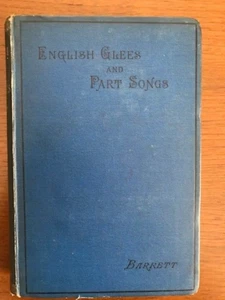 ENGLISH GLEES
AND
PART SONGS
BARRETT